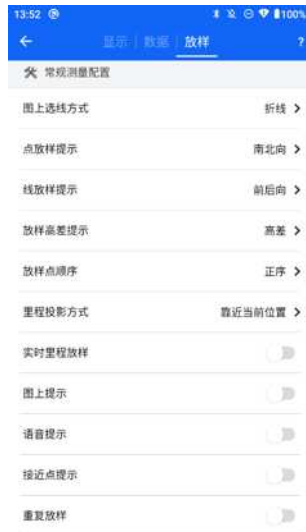 13:52 100%
显示 | 数据 | 放样 ?
常规测量配置
图上选线方式 折线
点放样提示 南北向
线放样提示 前后向
放样高差提示 高差
放样点顺序 正序
里程投影方式 靠近当前位置
实时里程放样
图上提示
语音提示
接近点提示
重复放样